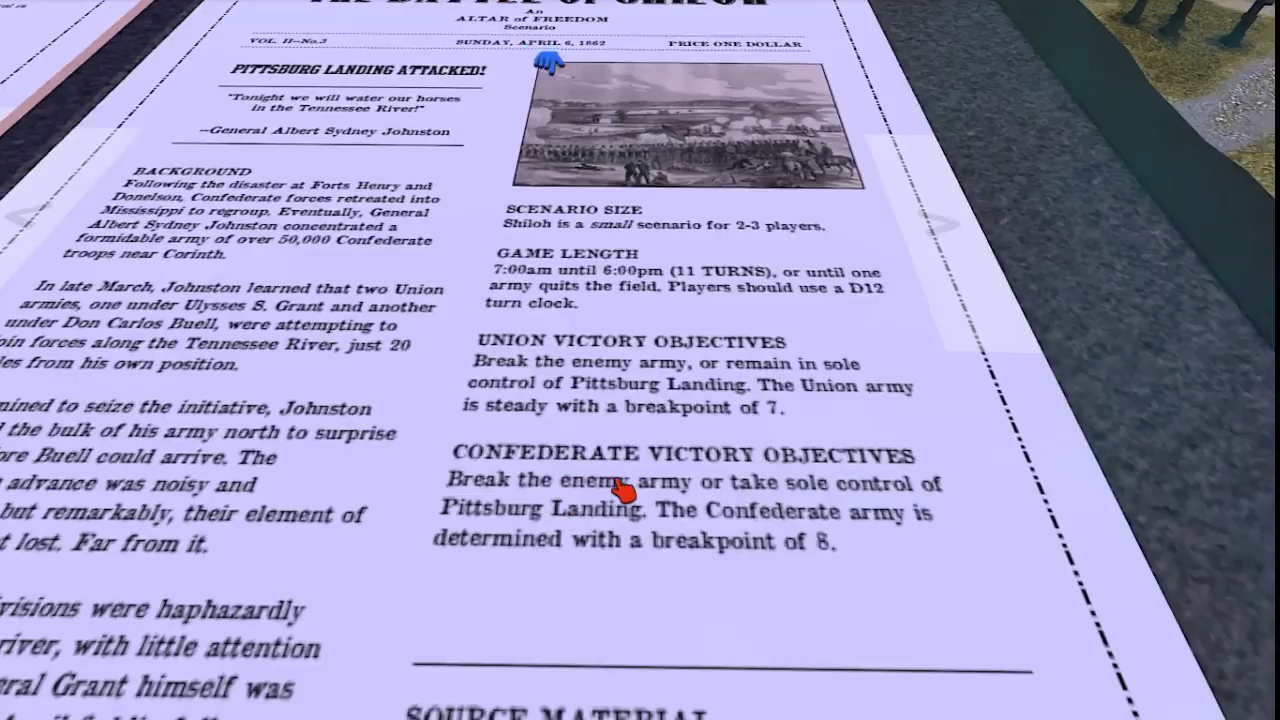 THE BATTLE OF SHILOH
An
ALTAR of FREEDOM
Scenario
VOL. II--No.3
SUNDAY, APRIL 6, 1862
PRICE ONE DOLLAR
PITTSBURG LANDING ATTACKED!
"Tonight we will water our horses
in the Tennessee River!"
--General Albert Sydney Johnston
BACKGROUND
Following the disaster at Forts Henry and
Donelson, Confederate forces retreated into
Mississippi to regroup. Eventually, General
Albert Sydney Johnston concentrated a
formidable army of over 50,000 Confederate
troops near Corinth.
In late March, Johnston learned that two Union
armies, one under Ulysses S. Grant and another
under Don Carlos Buell, were attempting to
oin forces along the Tennessee River, just 20
les from his own position.
mined to seize the initiative, Johnston
the bulk of his army north to surprise
ore Buell could arrive. The
advance was noisy and
but remarkably, their element of
t lost. Far from it.
visions were haphazardly
river, with little attention
eral Grant himself was
SCENARIO SIZE
Shiloh is a small scenario for 2-3 players.
GAME LENGTH
7:00am until 6:00pm (11 TURNS), or until one
army quits the field. Players should use a D12
turn clock.
UNION VICTORY OBJECTIVES
Break the enemy army, or remain in sole
control of Pittsburg Landing. The Union army
is steady with a breakpoint of 7.
CONFEDERATE VICTORY OBJECTIVES
Break the enemy army or take sole control of
Pittsburg Landing. The Confederate army is
determined with a breakpoint of 8.
SOURCE MATERIAL